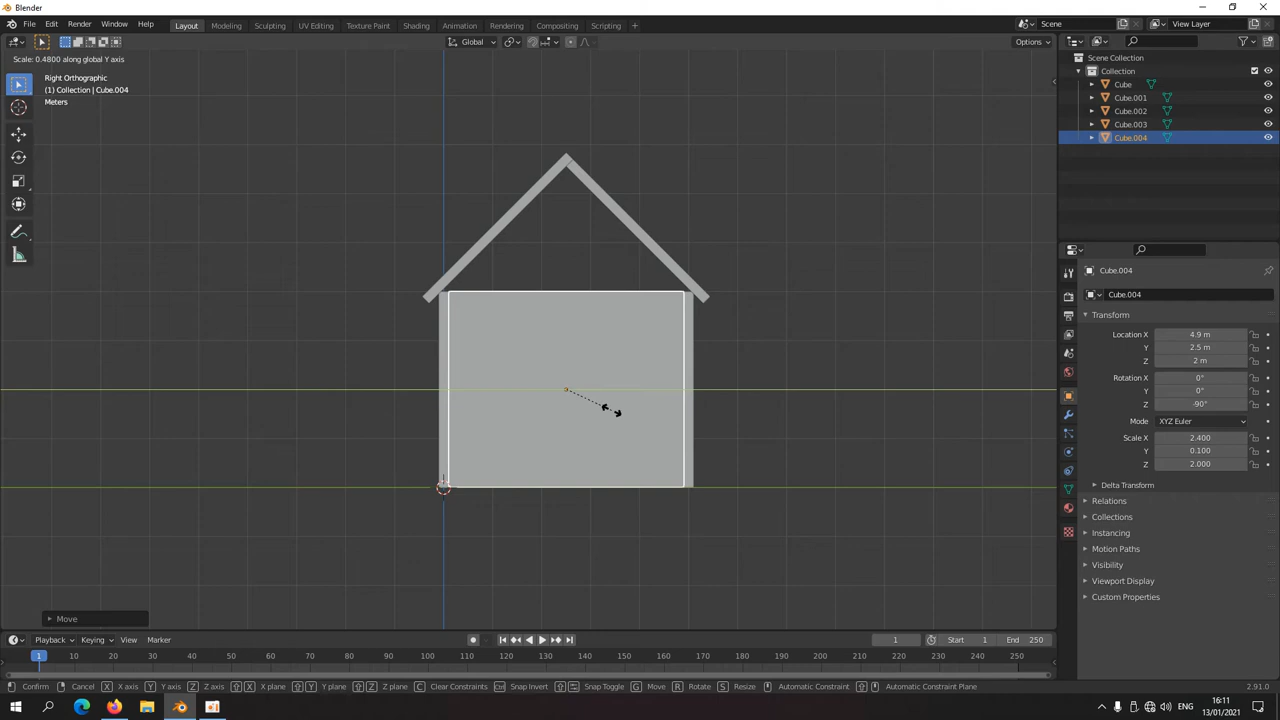 Blender
File Edit Render Window Help
Layout Modeling Sculpting UV Editing Texture Paint Shading Animation Rendering Compositing Scripting +
Scene
View Layer
Global
Options
Scale: 0.4800 along global Y axis
Right Orthographic
(1) Collection | Cube.004
Meters
Scene Collection
Collection
Cube
Cube.001
Cube.002
Cube.003
Cube.004
Cube.004
Cube.004
Transform
Location X 4.9 m
Y 2.5 m
Z 2 m
Rotation X 0°
Y 0°
Z -90°
Mode XYZ Euler
Scale X 2.400
Y 0.100
Z 2.000
Delta Transform
Relations
Collections
Instancing
Motion Paths
Visibility
Viewport Display
Custom Properties
Move
Playback Keying View Marker
1 Start 1 End 250
1 10 20 30 40 50 60 70 80 90 100 110 120 130 140 150 160 170 180 190 200 210 220 230 240 250
Confirm Cancel X X axis Y Y axis Z Z axis X X plane Y Y plane Z Z plane C Clear Constraints Ctrl Snap Invert Snap Toggle G Move R Rotate S Resize Automatic Constraint Automatic Constraint Plane 2.91.0
ENG
16:11
13/01/2021